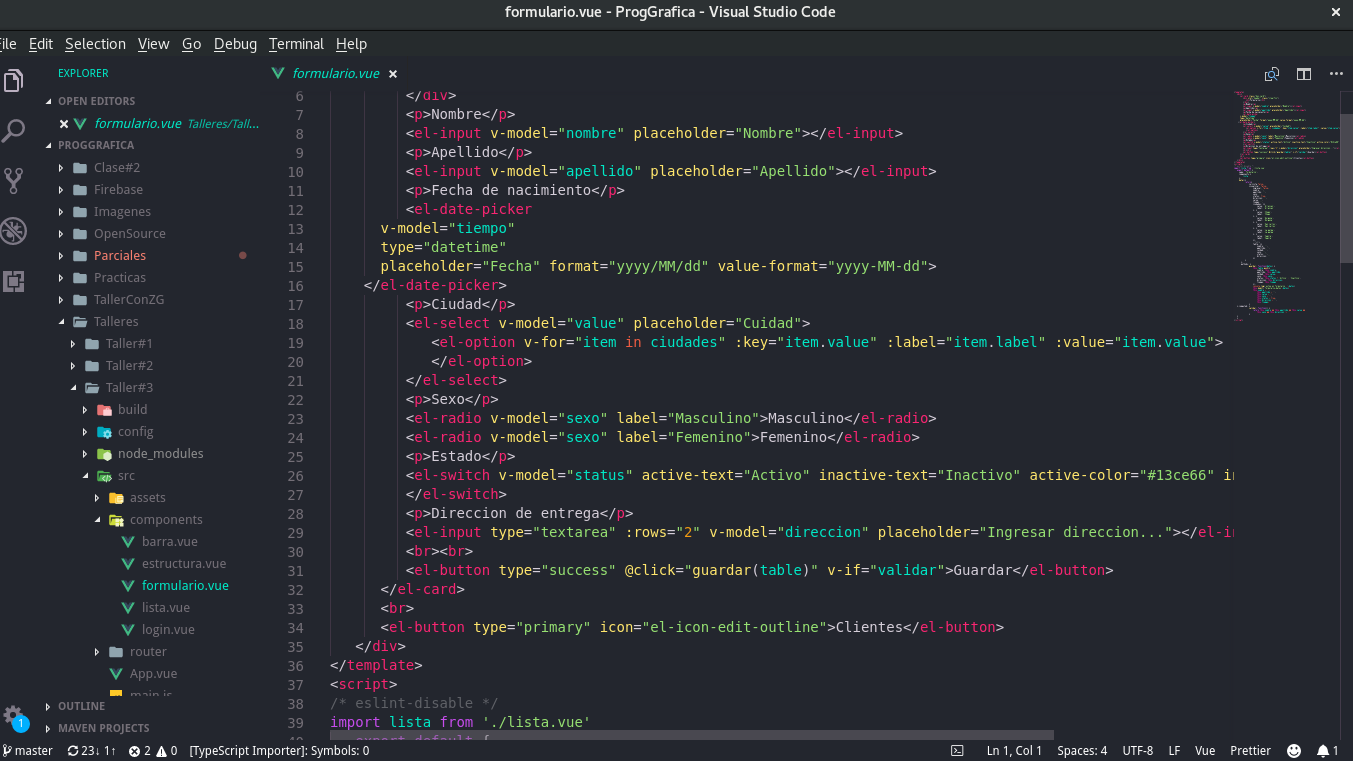 formulario.vue - ProgGrafica - Visual Studio Code
File Edit Selection View Go Debug Terminal Help
EXPLORER
OPEN EDITORS
formulario.vue Talleres/Tall...
PROGGRAFICA
Clase#2
Firebase
Imagenes
OpenSource
Parciales
Practicas
TallerConZG
Talleres
Taller#1
Taller#2
Taller#3
build
config
node_modules
src
assets
components
barra.vue
estructura.vue
formulario.vue
lista.vue
login.vue
router
App.vue
main.js
OUTLINE
MAVEN PROJECTS
1
formulario.vue
6 </div>
7 <p>Nombre</p>
8 <el-input v-model="nombre" placeholder="Nombre"></el-input>
9 <p>Apellido</p>
10 <el-input v-model="apellido" placeholder="Apellido"></el-input>
11 <p>Fecha de nacimiento</p>
12 <el-date-picker
13 v-model="tiempo"
14 type="datetime"
15 placeholder="Fecha" format="yyyy/MM/dd" value-format="yyyy-MM-dd">
16 </el-date-picker>
17 <p>Ciudad</p>
18 <el-select v-model="value" placeholder="Cuidad">
19 <el-option v-for="item in ciudades" :key="item.value" :label="item.label" :value="item.value">
20 </el-option>
21 </el-select>
22 <p>Sexo</p>
23 <el-radio v-model="sexo" label="Masculino">Masculino</el-radio>
24 <el-radio v-model="sexo" label="Femenino">Femenino</el-radio>
25 <p>Estado</p>
26 <el-switch v-model="status" active-text="Activo" inactive-text="Inactivo" active-color="#13ce66" i
27 </el-switch>
28 <p>Direccion de entrega</p>
29 <el-input type="textarea" :rows="2" v-model="direccion" placeholder="Ingresar direccion..."></el-i
30 <br><br>
31 <el-button type="success" @click="guardar(table)" v-if="validar">Guardar</el-button>
32 </el-card>
33 <br>
34 <el-button type="primary" icon="el-icon-edit-outline">Clientes</el-button>
35 </div>
36 </template>
37 <script>
38 /* eslint-disable */
39 import lista from './lista.vue'
40 export default {
master 23↓ 1↑ 2 0 [TypeScript Importer]: Symbols: 0 Ln 1, Col 1 Spaces: 4 UTF-8 LF Vue Prettier 1